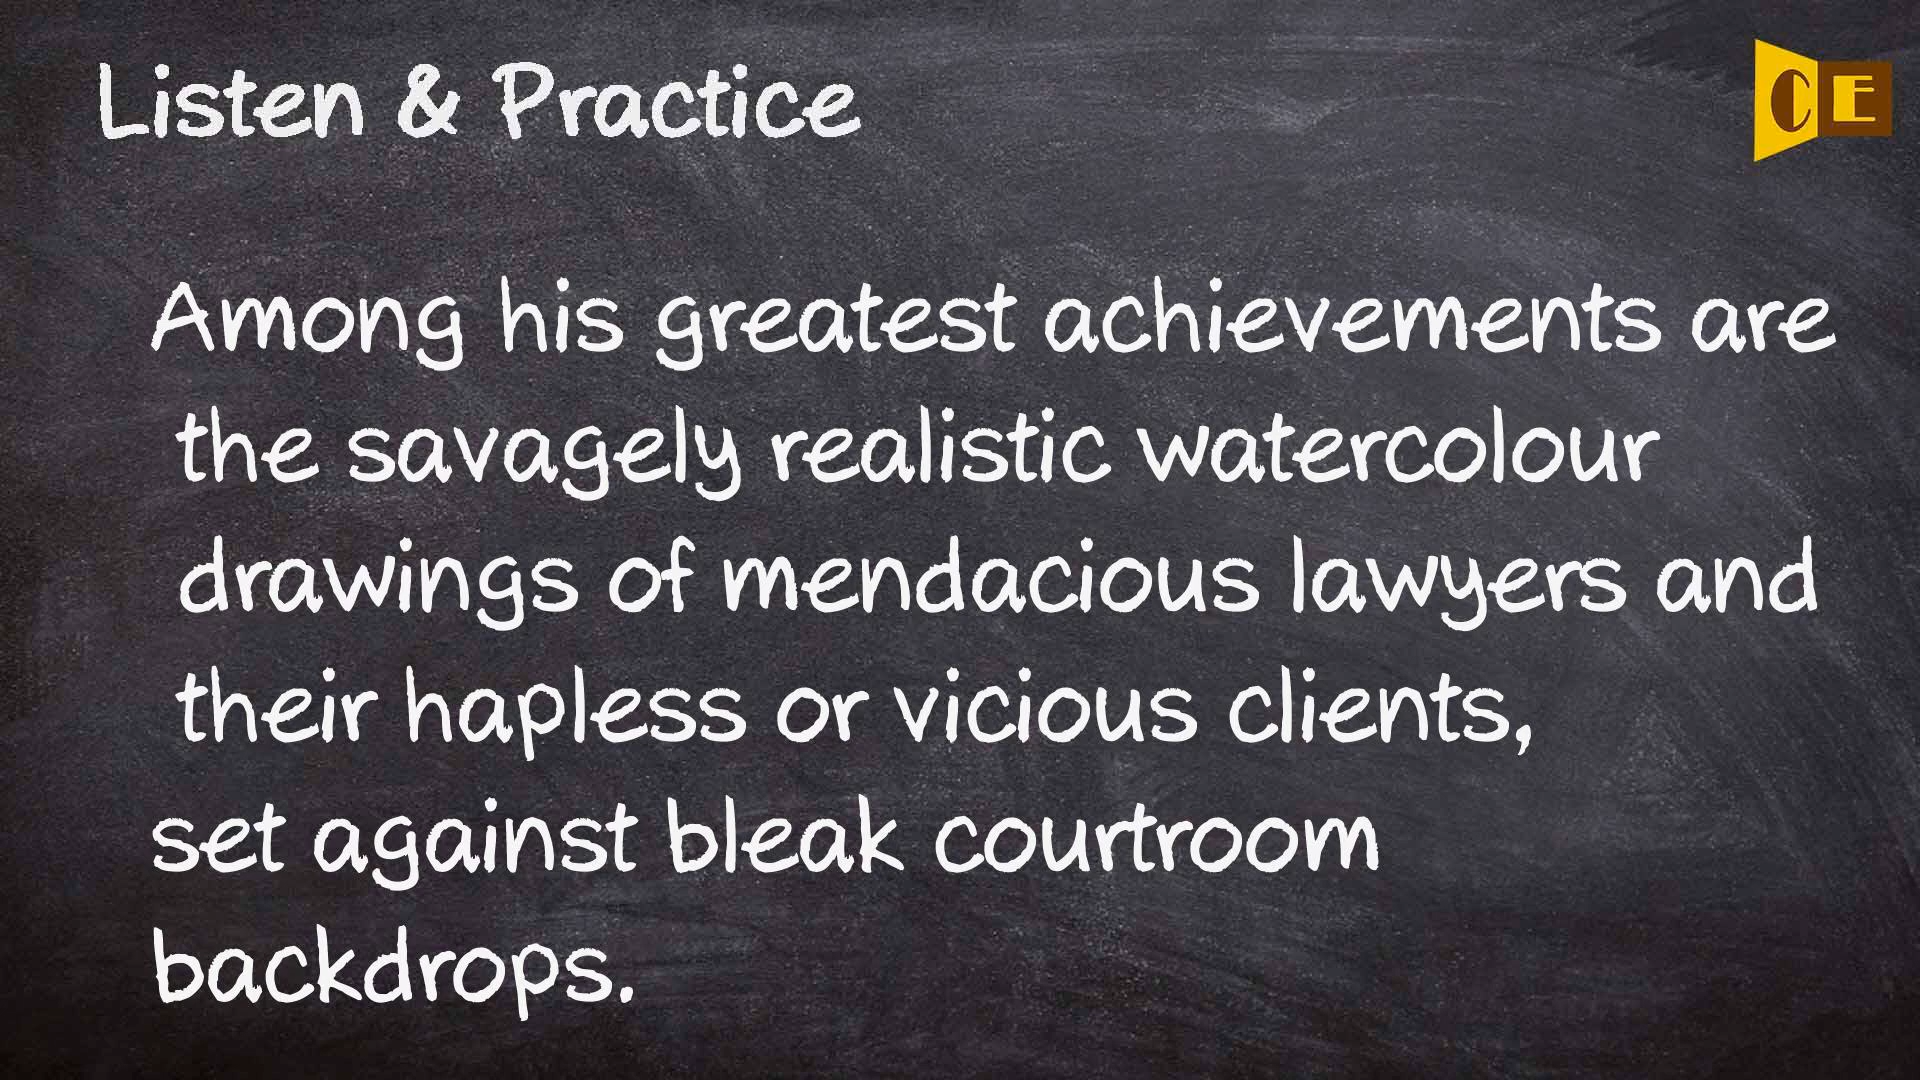 Listen & Practice
CE
Among his greatest achievements are
the savagely realistic watercolour
drawings of mendacious lawyers and
their hapless or vicious clients,
set against bleak courtroom
backdrops.